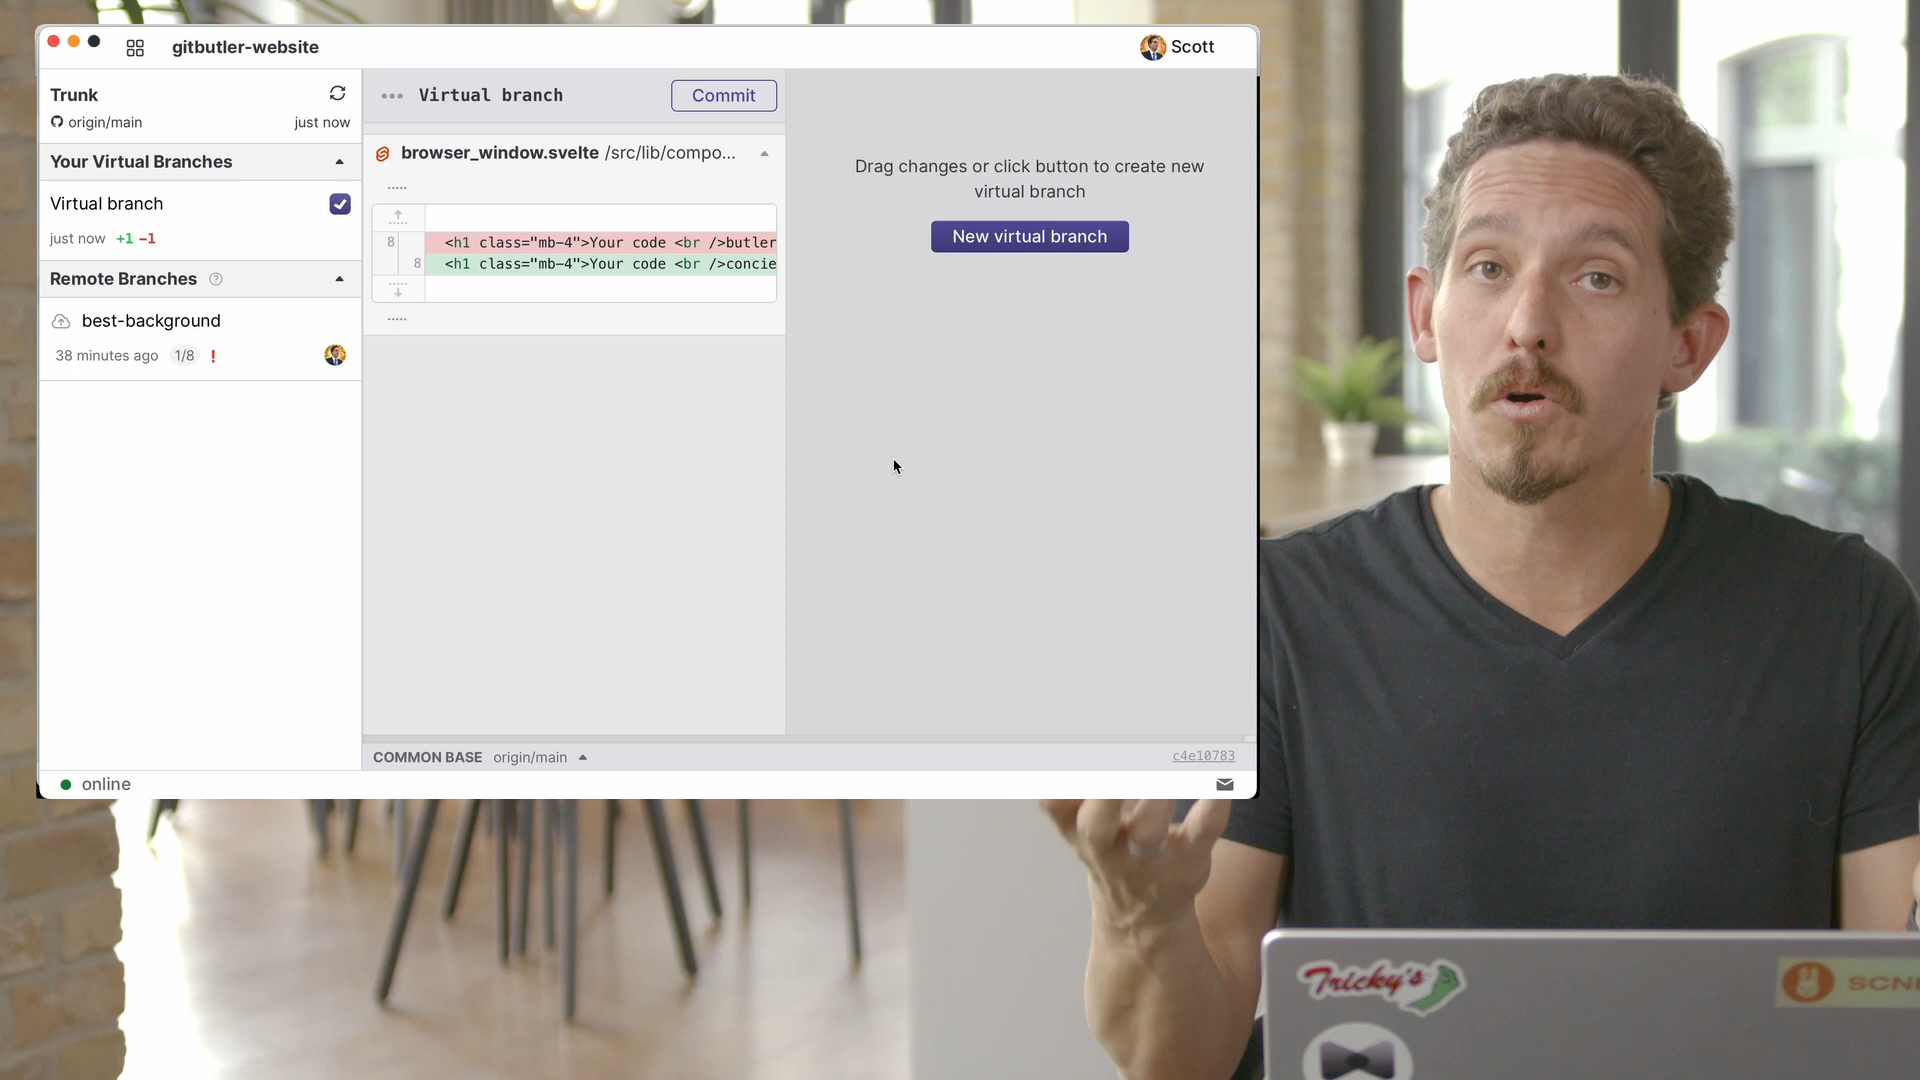 gitbutler-website
Scott
Trunk
origin/main
just now
Your Virtual Branches
Virtual branch
just now +1 −1
Remote Branches ?
best-background
38 minutes ago 1/8 !
Virtual branch
Commit
browser_window.svelte /src/lib/compo...
8 <h1 class="mb-4">Your code <br />butler
8 <h1 class="mb-4">Your code <br />concie
Drag changes or click button to create new
virtual branch
New virtual branch
COMMON BASE origin/main
c4e10783
online
Tricky's